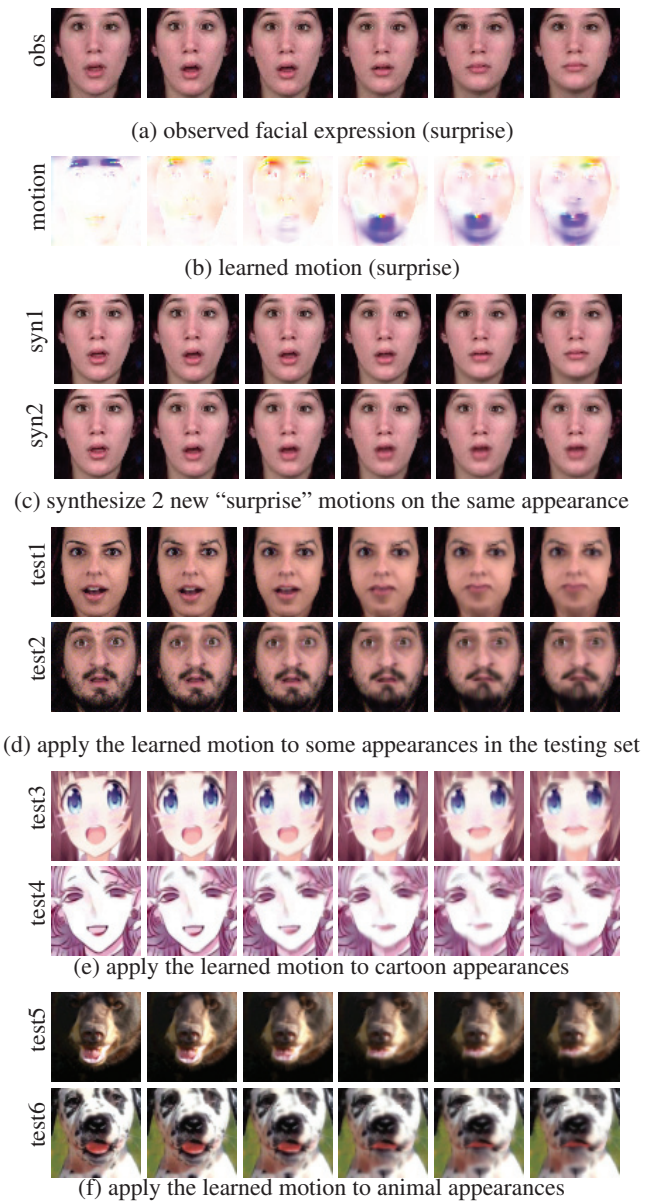 obs
(a) observed facial expression (surprise)
motion
(b) learned motion (surprise)
syn1
syn2
(c) synthesize 2 new “surprise” motions on the same appearance
test1
test2
(d) apply the learned motion to some appearances in the testing set
test3
test4
(e) apply the learned motion to cartoon appearances
test5
test6
(f) apply the learned motion to animal appearances